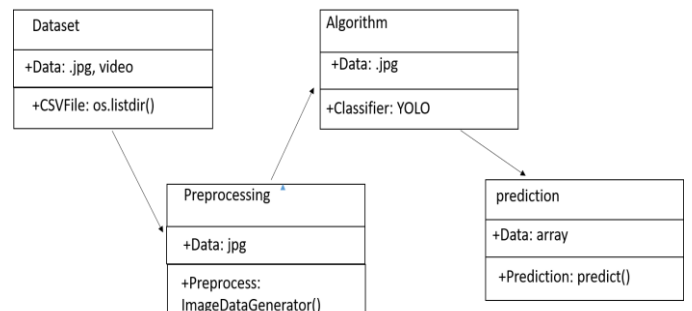 Dataset
+Data: .jpg, video
+CSVFile: os.listdir()
Algorithm
+Data: .jpg
+Classifier: YOLO
Preprocessing
+Data: jpg
+Preprocess:
ImageDataGenerator()
prediction
+Data: array
+Prediction: predict()